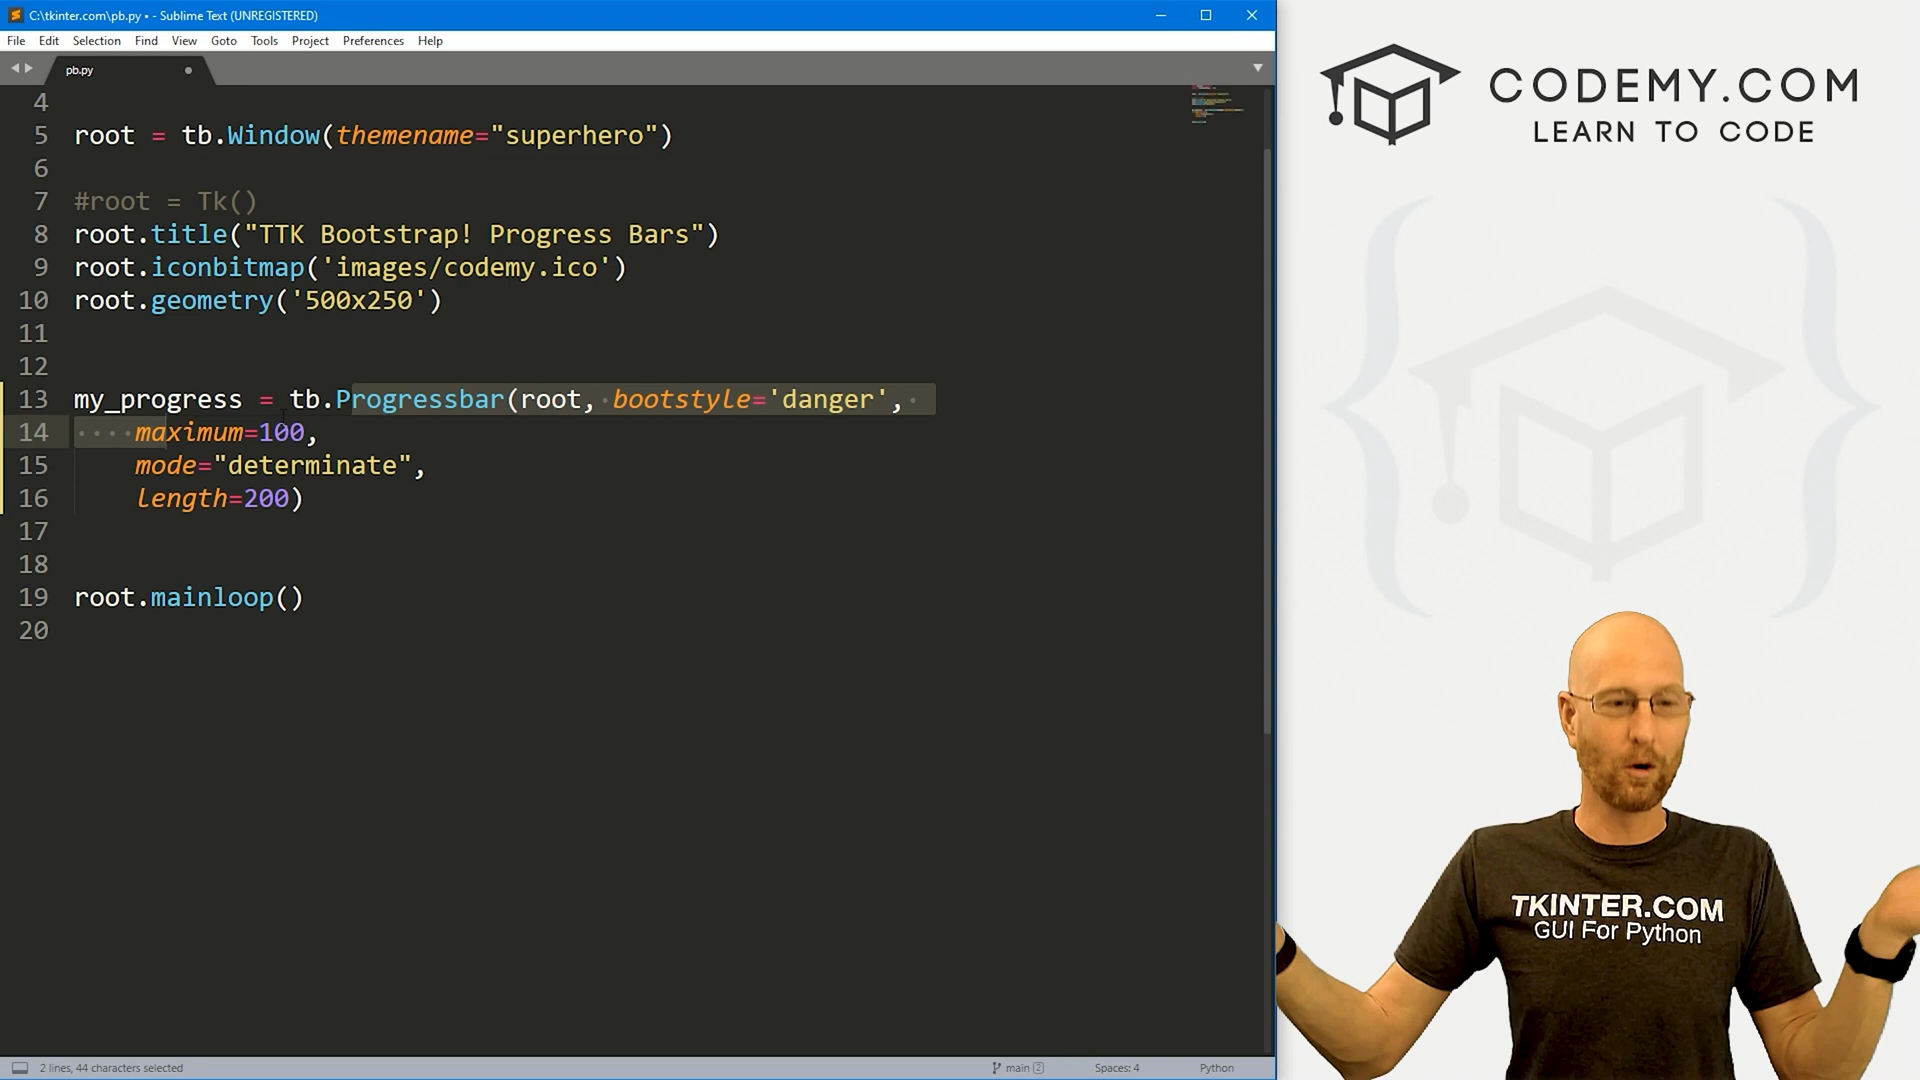 C:\tkinter.com\pb.py • - Sublime Text (UNREGISTERED)
File Edit Selection Find View Goto Tools Project Preferences Help
pb.py
4
5 root = tb.Window(themename="superhero")
6
7 #root = Tk()
8 root.title("TTK Bootstrap! Progress Bars")
9 root.iconbitmap('images/codemy.ico')
10 root.geometry('500x250')
11
12
13 my_progress = tb.Progressbar(root, bootstyle='danger',
14 maximum=100,
15 mode="determinate",
16 length=200)
17
18
19 root.mainloop()
20
2 lines, 44 characters selected
main 2
Spaces: 4
Python
CODEMY.COM
LEARN TO CODE
TKINTER.COM
GUI For Python